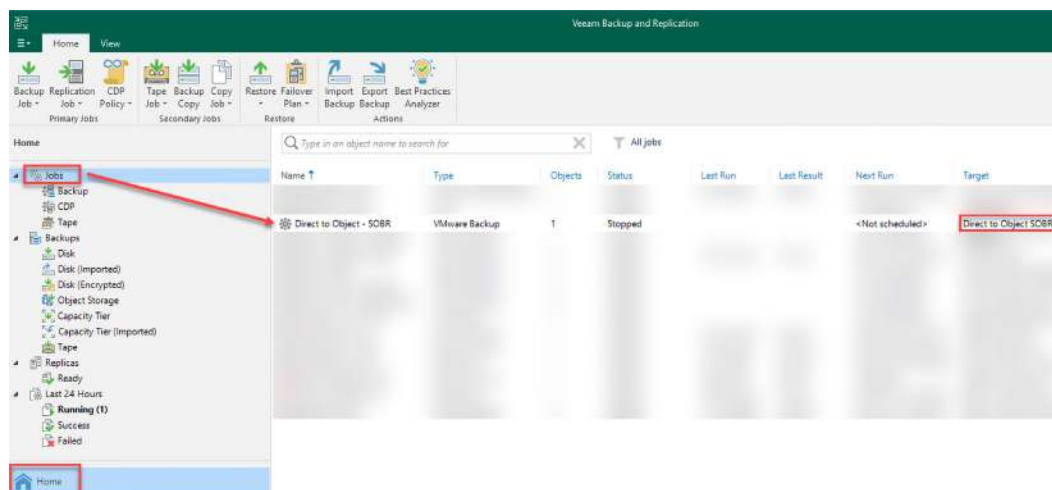 Veeam Backup and Replication
Home View
Backup Job Replication Job CDP Policy Tape Job Backup Copy Copy Job Restore Failover Plan Import Backup Export Backup Best Practices Analyzer
Primary Jobs Secondary Jobs Restore Actions
Home
Type in an object name to search for All jobs
Jobs
Name Type Objects Status Last Run Last Result Next Run Target
Backup
CDP
Tape
Direct to Object - SOBR VMware Backup 1 Stopped <Not scheduled> Direct to Object SOBR
Backups
Disk
Disk (Imported)
Disk (Encrypted)
Object Storage
Capacity Tier
Capacity Tier (Imported)
Tape
Replicas
Ready
Last 24 Hours
Running (1)
Success
Failed
Home